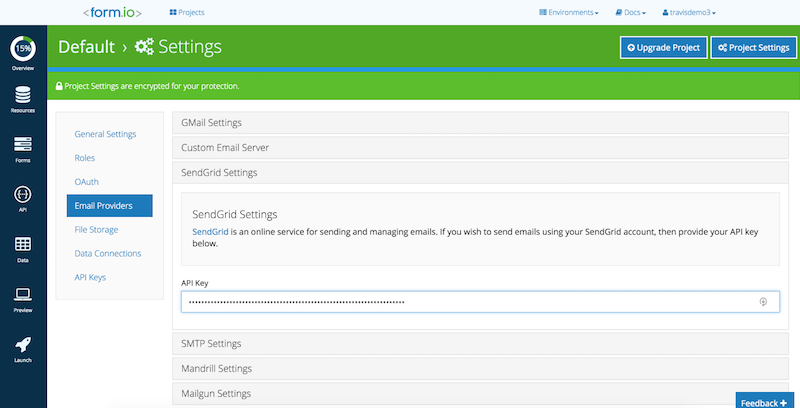 <form.io>
Projects
Environments
Docs
travisdemo3
15%
Overview
Resources
Forms
API
Data
Preview
Launch
Default › Settings
Upgrade Project
Project Settings
Project Settings are encrypted for your protection.
General Settings
Roles
OAuth
Email Providers
File Storage
Data Connections
API Keys
GMail Settings
Custom Email Server
SendGrid Settings
SendGrid Settings
SendGrid is an online service for sending and managing emails. If you wish to send emails using your SendGrid account, then provide your API key
below.
API Key
SMTP Settings
Mandrill Settings
Mailgun Settings
Feedback +